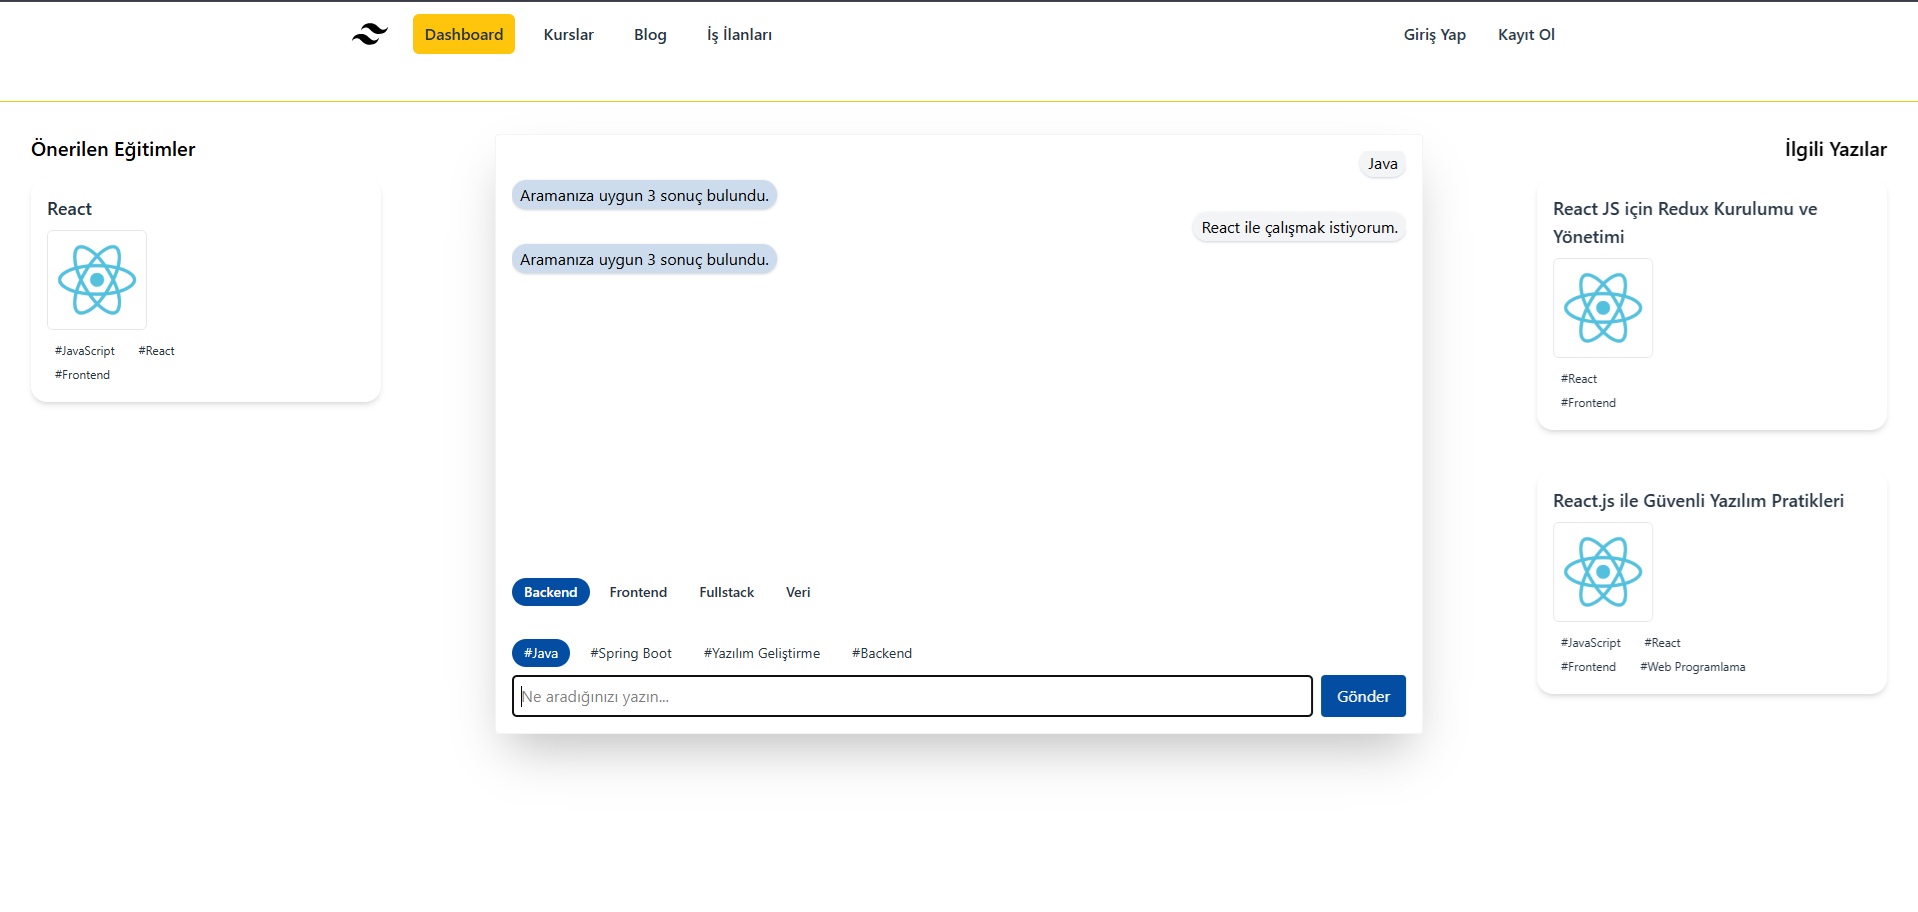 Dashboard Kurslar Blog İş İlanları Giriş Yap Kayıt Ol
Önerilen Eğitimler
React
#JavaScript #React
#Frontend
Java
Aramanıza uygun 3 sonuç bulundu.
React ile çalışmak istiyorum.
Aramanıza uygun 3 sonuç bulundu.
Backend Frontend Fullstack Veri
#Java #Spring Boot #Yazılım Geliştirme #Backend
Ne aradığınızı yazın...
Gönder
İlgili Yazılar
React JS için Redux Kurulumu ve
Yönetimi
#React
#Frontend
React.js ile Güvenli Yazılım Pratikleri
#JavaScript #React
#Frontend #Web Programlama